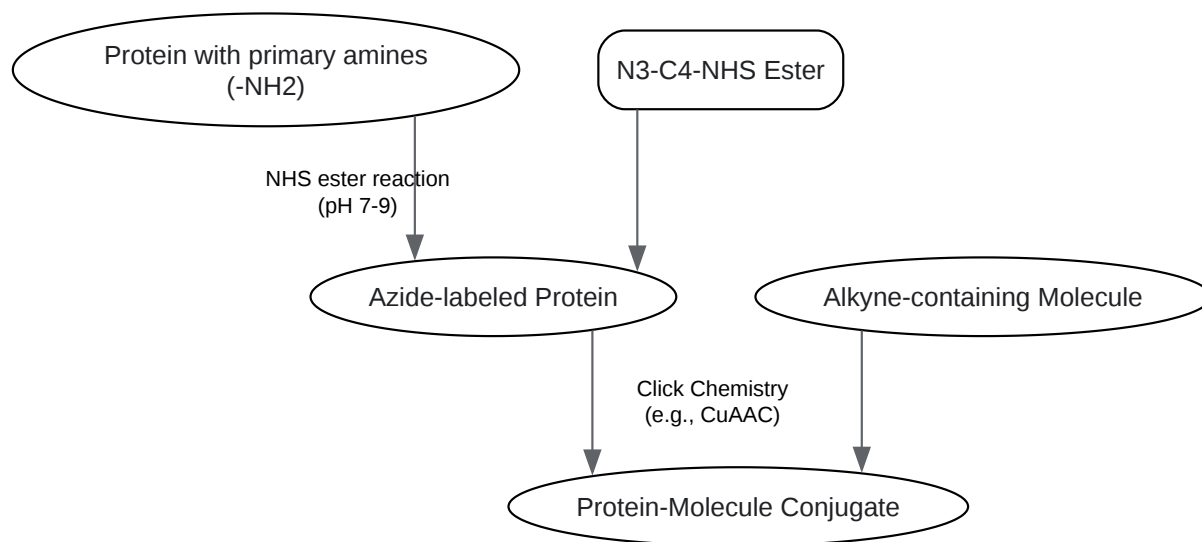 Protein with primary amines
(-NH2)
N3-C4-NHS Ester
NHS ester reaction
(pH 7-9)
Azide-labeled Protein
Alkyne-containing Molecule
Click Chemistry
(e.g., CuAAC)
Protein-Molecule Conjugate